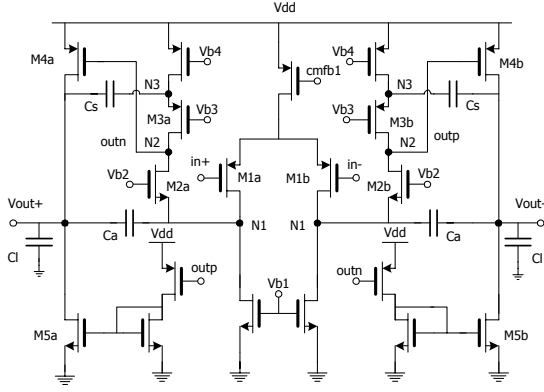 Vdd
M4a
Vb4
cmfb1
Vb4
M4b
Cs
N3
N3
Cs
M3a
Vb3
Vb3
M3b
outn
N2
N2
outp
in+
in-
Vb2
M2a
M1a
M1b
M2b
Vb2
Vout+
Ca
N1
N1
Ca
Vout-
Cl
Vdd
Vdd
Cl
outp
Vb1
outn
M5a
M5b